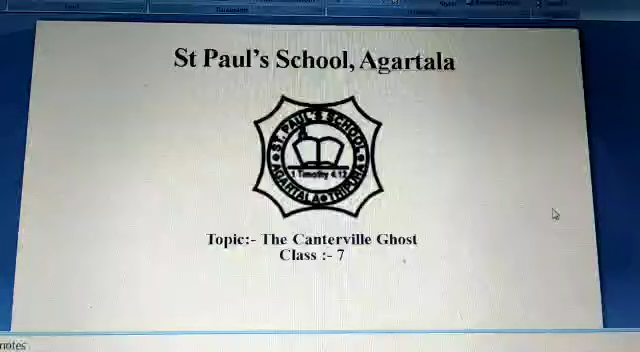 St Paul's School, Agartala
ST. PAUL'S SCHOOL
1 Timothy 4:12
AGARTALA TRIPURA
Topic:- The Canterville Ghost
Class :- 7
notes